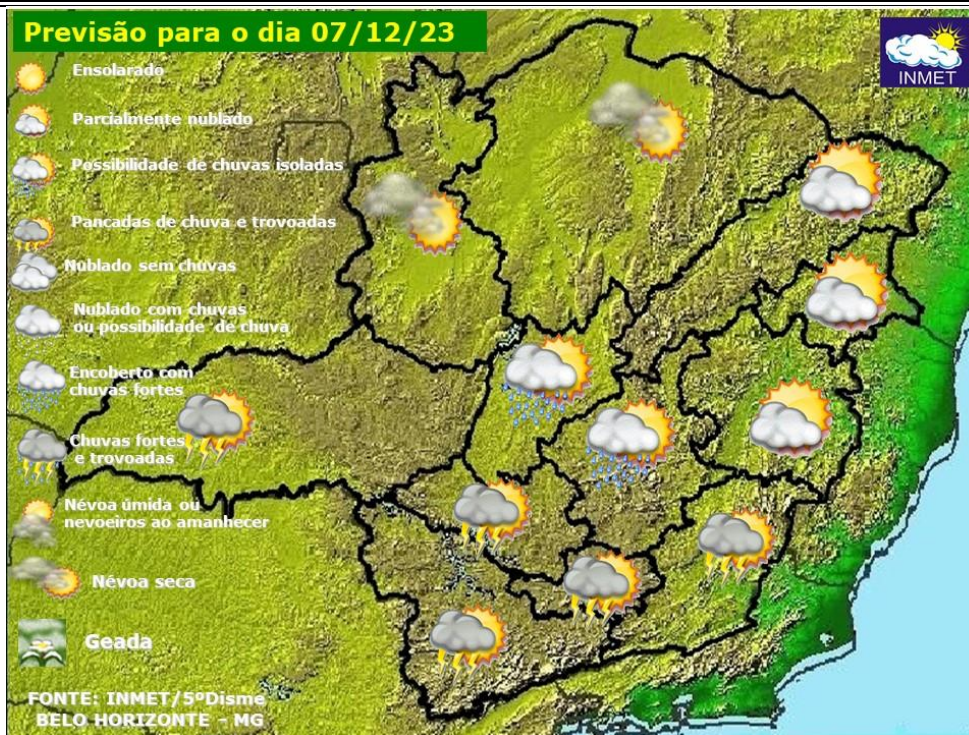 Previsão para o dia 07/12/23
INMET
Ensolarado
Parcialmente nublado
Possibilidade de chuvas isoladas
Pancadas de chuva e trovoadas
Nublado sem chuvas
Nublado com chuvas
ou possibilidade de chuva
Encoberto com
chuvas fortes
Chuvas fortes
e trovoadas
Névoa úmida ou
nevoeiros ao amanhecer
Névoa seca
Geada
FONTE: INMET/5ºDisme
BELO HORIZONTE - MG